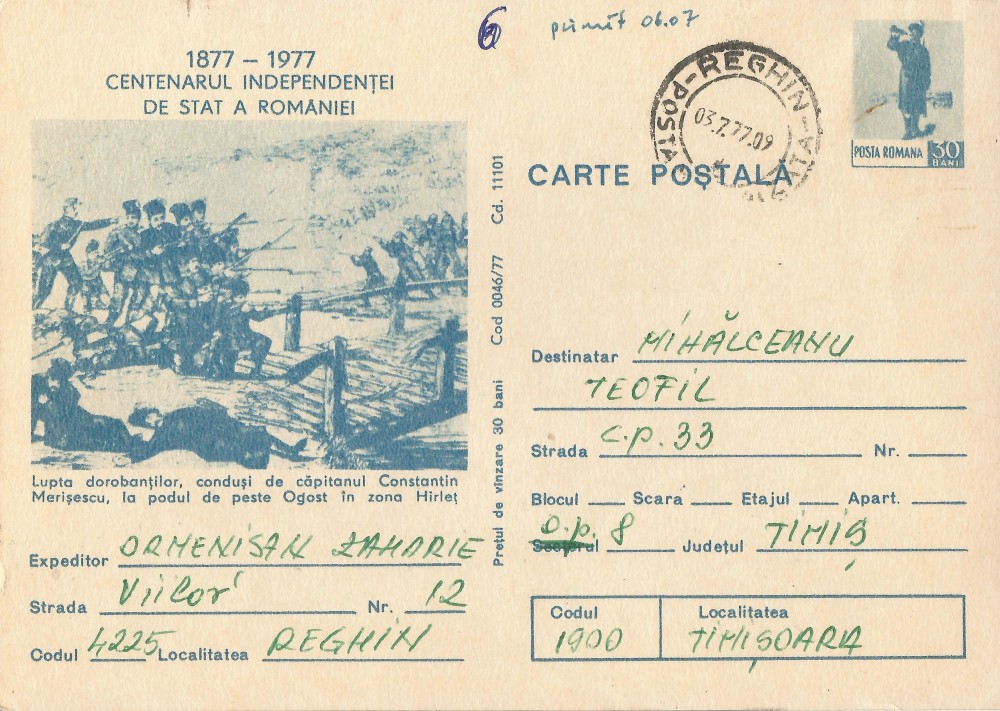 6
primit 06.07
1877 – 1977
CENTENARUL INDEPENDENȚEI
DE STAT A ROMÂNIEI
Lupta dorobanților, conduși de căpitanul Constantin
Merișescu, la podul de peste Ogost în zona Hirleț
Expeditor ORMENISAN ZAHARIE
Strada Viilor Nr. 12
Codul 4225 Localitatea REGHIN
Prețul de vînzare 30 bani Cod 0046/77 Cd. 11101
POSTA-REGHIN-
03.7.77.09
POSTA ROMANA 30 BANI
CARTE POȘTALĂ
Destinatar MIHĂLCEANU
TEOFIL
Strada C.p. 33 Nr.
Blocul Scara Etajul Apart.
Sectorul O.p. 8 Județul TIMIȘ
Codul Localitatea
1900 TIMIȘOARA